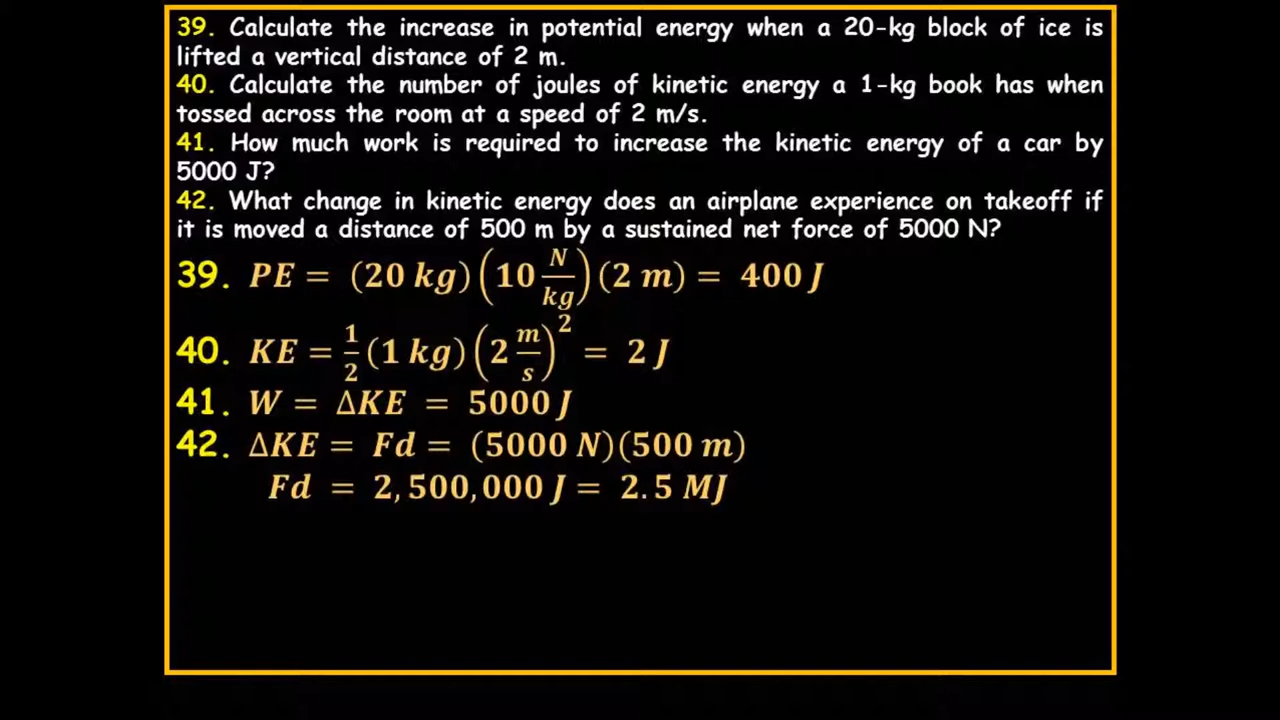 39. Calculate the increase in potential energy when a 20-kg block of ice is
lifted a vertical distance of 2 m.
40. Calculate the number of joules of kinetic energy a 1-kg book has when
tossed across the room at a speed of 2 m/s.
41. How much work is required to increase the kinetic energy of a car by
5000 J?
42. What change in kinetic energy does an airplane experience on takeoff if
it is moved a distance of 500 m by a sustained net force of 5000 N?
39. PE = (20 kg)(10 N/kg)(2 m) = 400 J
40. KE = 1/2 (1 kg)(2 m/s)² = 2 J
41. W = ΔKE = 5000 J
42. ΔKE = Fd = (5000 N)(500 m)
Fd = 2,500,000 J = 2.5 MJ